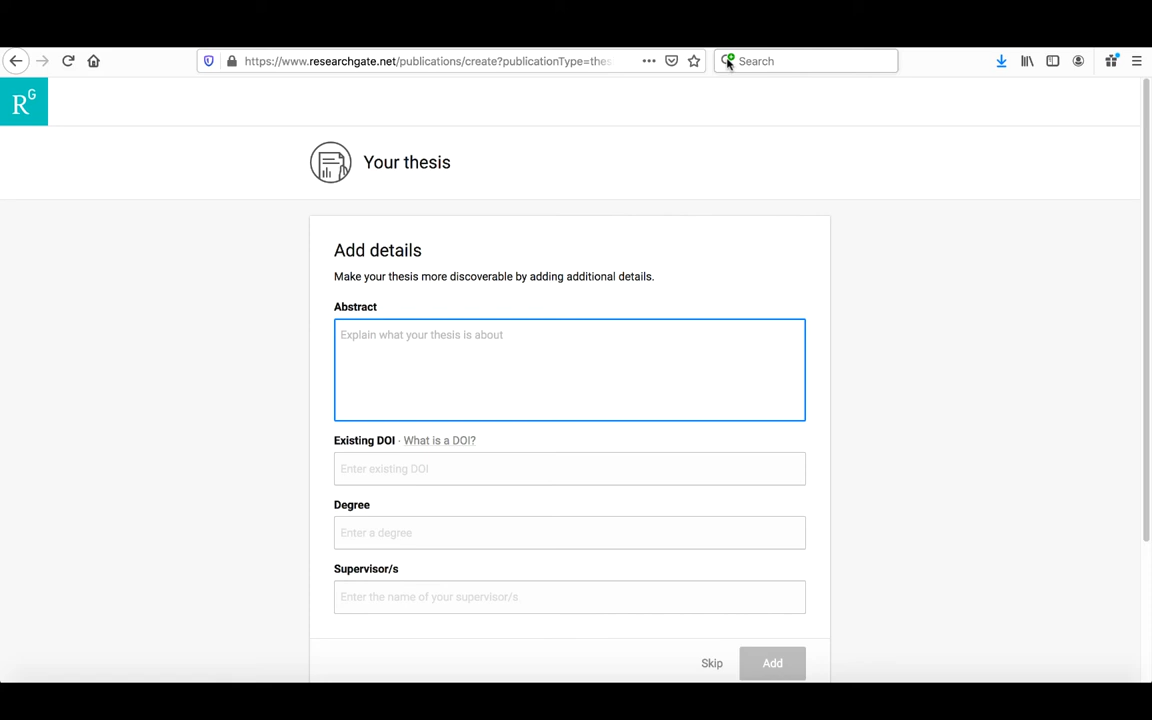 https://www.researchgate.net/publications/create?publicationType=thes
Search
RG
Your thesis
Add details
Make your thesis more discoverable by adding additional details.
Abstract
Explain what your thesis is about
Existing DOI · What is a DOI?
Enter existing DOI
Degree
Enter a degree
Supervisor/s
Enter the name of your supervisor/s
Skip Add